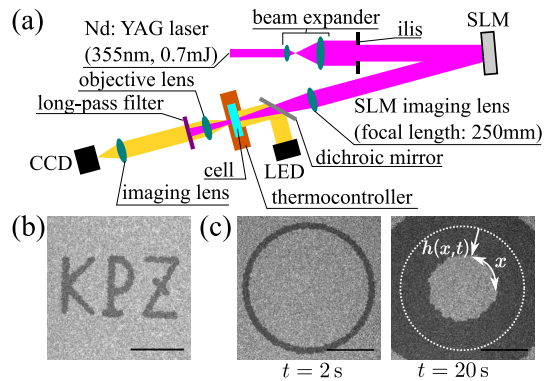 (a)
Nd: YAG laser
(355nm, 0.7mJ)
beam expander
ilis
SLM
objective lens
long-pass filter
SLM imaging lens
(focal length: 250mm)
dichroic mirror
CCD
cell
LED
imaging lens
thermocontroller
(b)
KPZ
(c)
h(x,t)
x
t = 2 s
t = 20 s